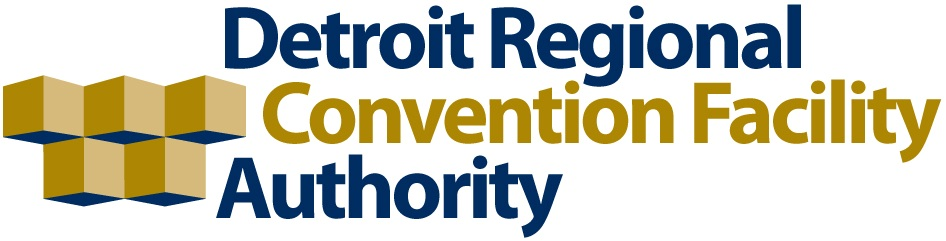 Detroit Regional
Convention Facility
Authority